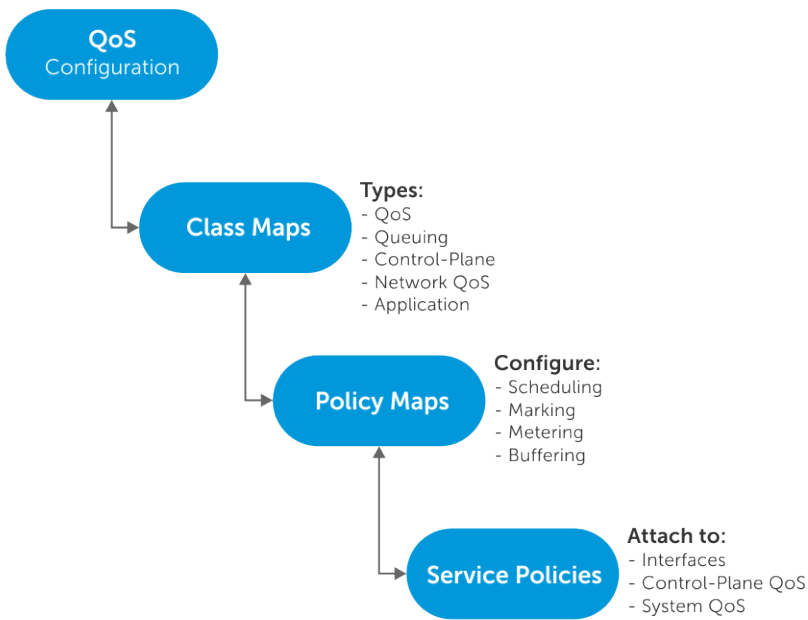 QoS
Configuration
Class Maps
Types:
- QoS
- Queuing
- Control-Plane
- Network QoS
- Application
Policy Maps
Configure:
- Scheduling
- Marking
- Metering
- Buffering
Service Policies
Attach to:
- Interfaces
- Control-Plane QoS
- System QoS